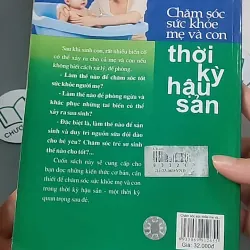 Chăm sóc
sức khỏe
mẹ và con
thời
kỳ
hậu
sản
Sau khi sinh con, rất nhiều biến cố
có thể xảy ra cho cả mẹ và con nếu
không biết cách xử lý, đề phòng.
- Làm thế nào để chăm sóc tốt
sức khỏe người mẹ?
- Làm thế nào để phòng ngừa và
khắc phục những tai biến có thể
xảy ra sau sinh?
- Đặc biệt là, làm thế nào để sản
sinh và duy trì nguồn sữa dồi dào
cho bé yêu? Chăm sóc trẻ sơ sinh
thế nào cho tốt?...
Cuốn sách này sẽ cung cấp cho
bạn đọc những kiến thức cơ bản, cần
thiết để chăm sóc sức khỏe mẹ và con
trong thời kỳ hậu sản - một thời kỳ
quan trọng sau đẻ.
Giá: 32.000đ